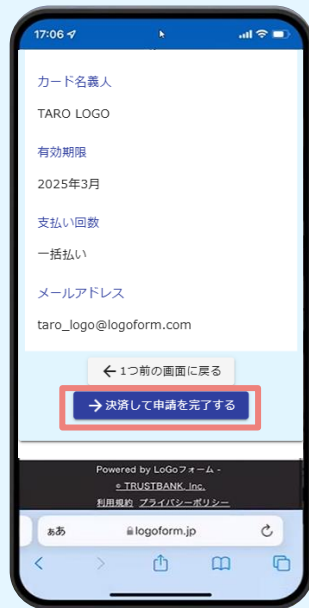 17:06
カード名義人
TARO LOGO
有効期限
2025年3月
支払い回数
一括払い
メールアドレス
taro_logo@logoform.com
← 1つ前の画面に戻る
→ 決済して申請を完了する
Powered by LoGoフォーム -
© TRUSTBANK, Inc.
利用規約 プライバシーポリシー
ぁあ logoform.jp